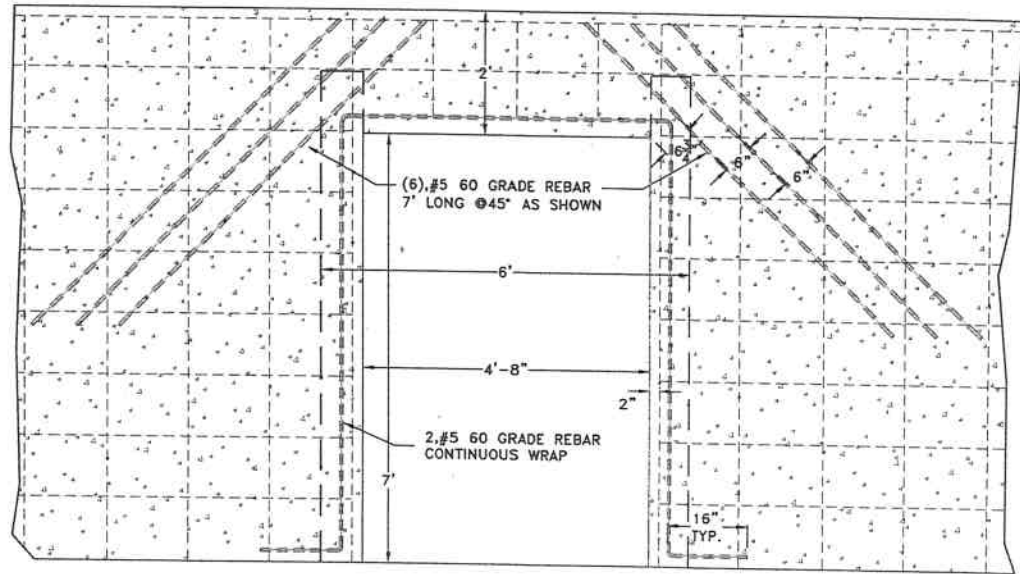 2'
(6),#5 60 GRADE REBAR
7' LONG @45° AS SHOWN
6"
6"
6'
4'-8"
2"
2,#5 60 GRADE REBAR
CONTINUOUS WRAP
7'
16"
TYP.